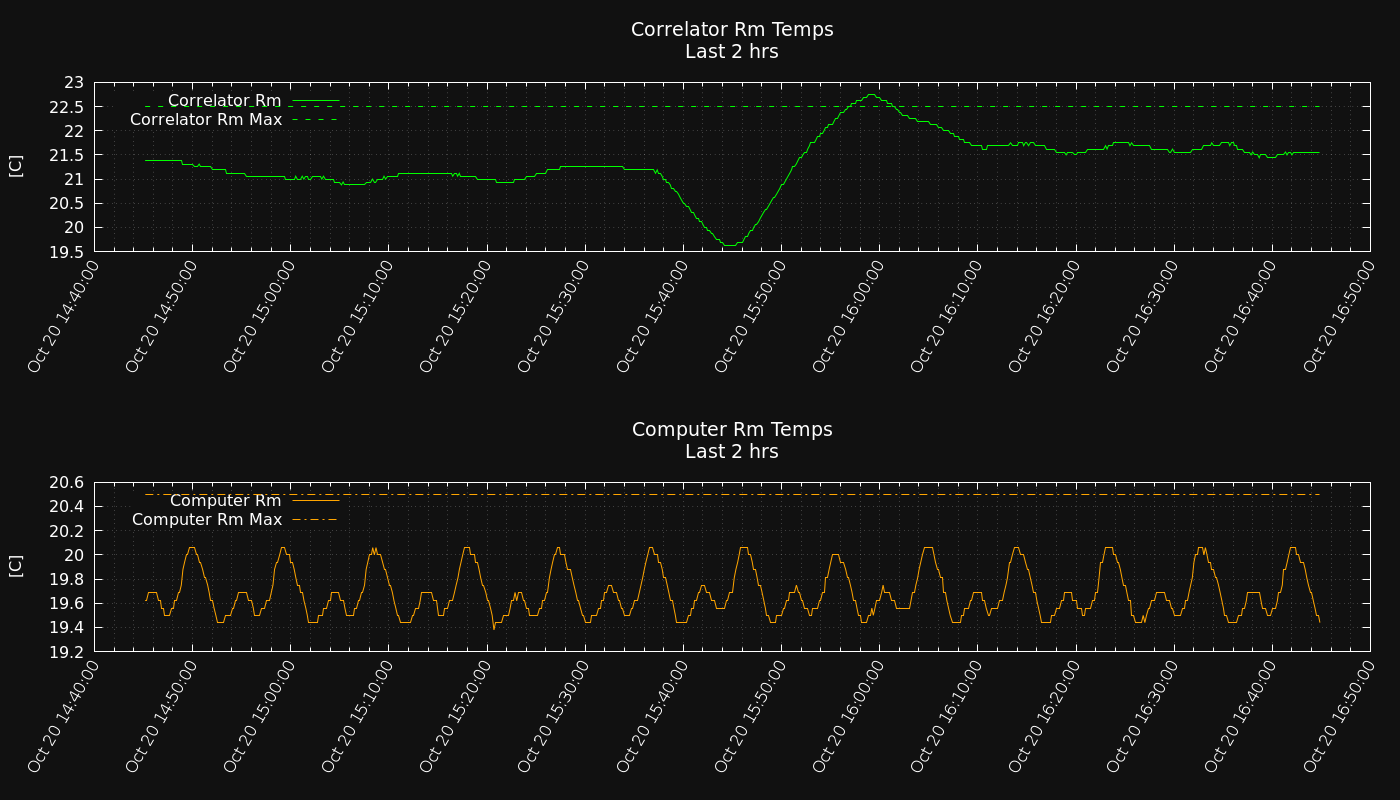 Correlator Rm Temps
Last 2 hrs
[C]
23
22.5
22
21.5
21
20.5
20
19.5
Correlator Rm
Correlator Rm Max
Oct 20 14:40:00
Oct 20 14:50:00
Oct 20 15:00:00
Oct 20 15:10:00
Oct 20 15:20:00
Oct 20 15:30:00
Oct 20 15:40:00
Oct 20 15:50:00
Oct 20 16:00:00
Oct 20 16:10:00
Oct 20 16:20:00
Oct 20 16:30:00
Oct 20 16:40:00
Oct 20 16:50:00
Computer Rm Temps
Last 2 hrs
[C]
20.6
20.4
20.2
20
19.8
19.6
19.4
19.2
Computer Rm
Computer Rm Max
Oct 20 14:40:00
Oct 20 14:50:00
Oct 20 15:00:00
Oct 20 15:10:00
Oct 20 15:20:00
Oct 20 15:30:00
Oct 20 15:40:00
Oct 20 15:50:00
Oct 20 16:00:00
Oct 20 16:10:00
Oct 20 16:20:00
Oct 20 16:30:00
Oct 20 16:40:00
Oct 20 16:50:00